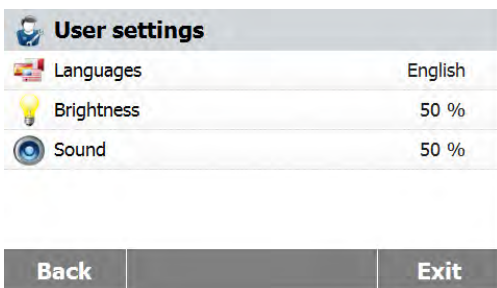 User settings
Languages English
Brightness 50 %
Sound 50 %
Back Exit